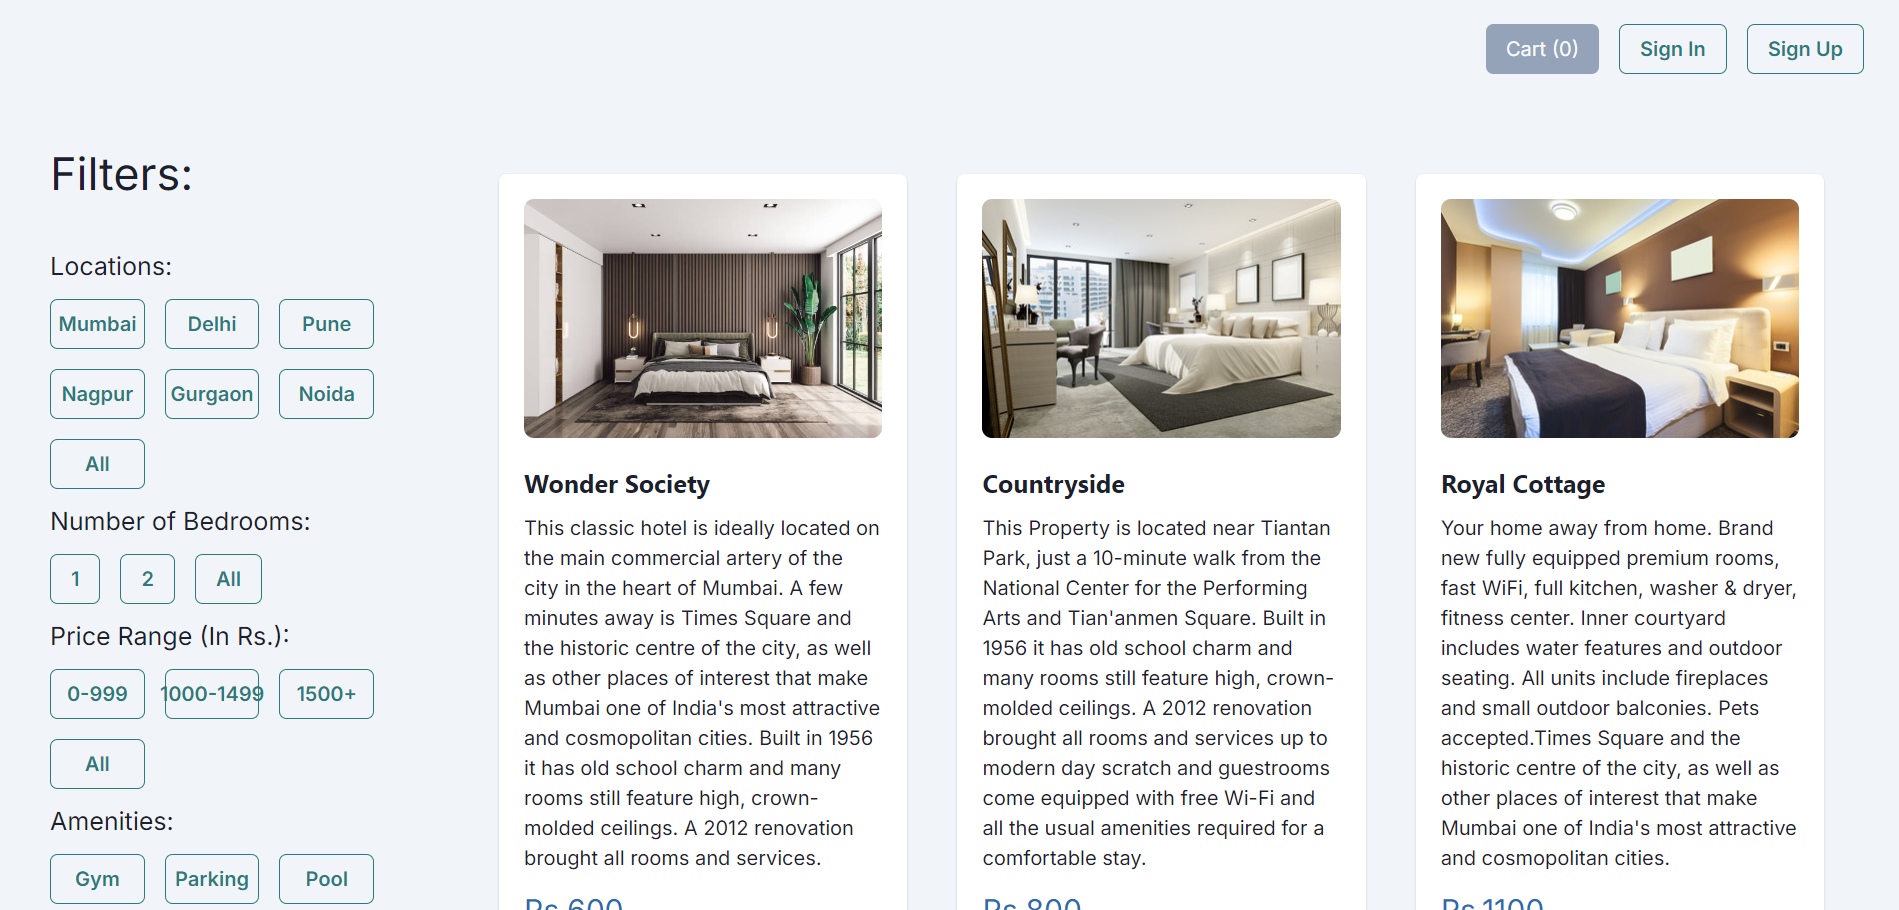 Cart (0)
Sign In
Sign Up
Filters:
Locations:
Mumbai
Delhi
Pune
Nagpur
Gurgaon
Noida
All
Number of Bedrooms:
1
2
All
Price Range (In Rs.):
0-999
1000-1499
1500+
All
Amenities:
Gym
Parking
Pool
Wonder Society
This classic hotel is ideally located on
the main commercial artery of the
city in the heart of Mumbai. A few
minutes away is Times Square and
the historic centre of the city, as well
as other places of interest that make
Mumbai one of India's most attractive
and cosmopolitan cities. Built in 1956
it has old school charm and many
rooms still feature high, crown-
molded ceilings. A 2012 renovation
brought all rooms and services.
Rs.600
Countryside
This Property is located near Tiantan
Park, just a 10-minute walk from the
National Center for the Performing
Arts and Tian'anmen Square. Built in
1956 it has old school charm and
many rooms still feature high, crown-
molded ceilings. A 2012 renovation
brought all rooms and services up to
modern day scratch and guestrooms
come equipped with free Wi-Fi and
all the usual amenities required for a
comfortable stay.
Rs.800
Royal Cottage
Your home away from home. Brand
new fully equipped premium rooms,
fast WiFi, full kitchen, washer & dryer,
fitness center. Inner courtyard
includes water features and outdoor
seating. All units include fireplaces
and small outdoor balconies. Pets
accepted.Times Square and the
historic centre of the city, as well as
other places of interest that make
Mumbai one of India's most attractive
and cosmopolitan cities.
Rs.1100